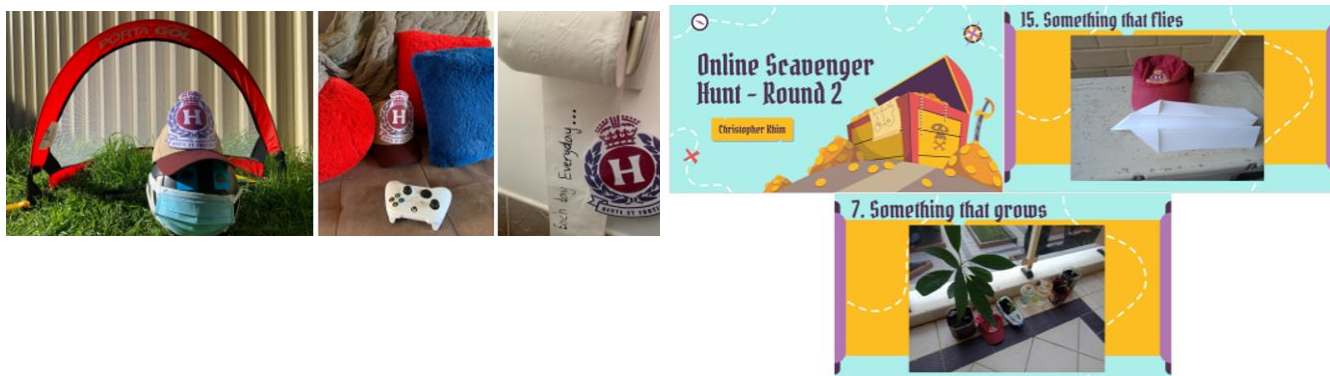 PORTA GOL
H
H
Each day Everyday...
H
Online Scavenger
Hunt - Round 2
Christopher Rhim
15. Something that flies
7. Something that grows